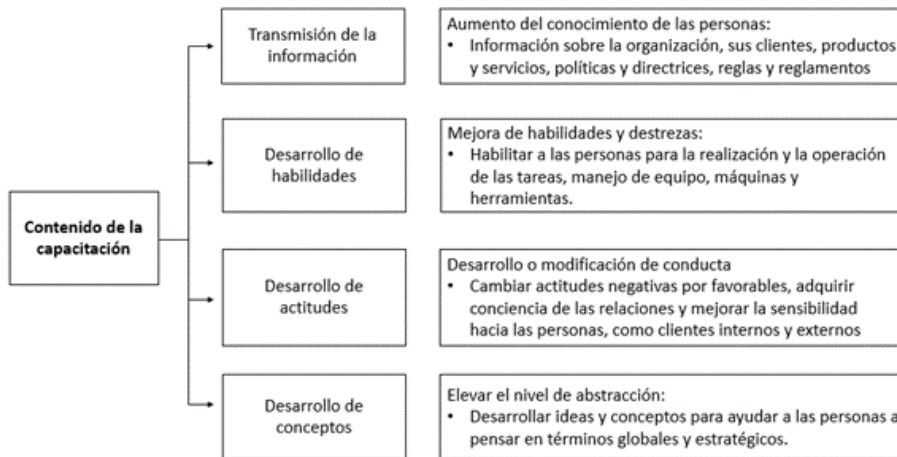 Contenido de la
capacitación
Transmisión de la
información
Aumento del conocimiento de las personas:
• Información sobre la organización, sus clientes, productos
y servicios, políticas y directrices, reglas y reglamentos
Desarrollo de
habilidades
Mejora de habilidades y destrezas:
• Habilitar a las personas para la realización y la operación
de las tareas, manejo de equipo, máquinas y
herramientas.
Desarrollo de
actitudes
Desarrollo o modificación de conducta
• Cambiar actitudes negativas por favorables, adquirir
conciencia de las relaciones y mejorar la sensibilidad
hacia las personas, como clientes internos y externos
Desarrollo de
conceptos
Elevar el nivel de abstracción:
• Desarrollar ideas y conceptos para ayudar a las personas a
pensar en términos globales y estratégicos.